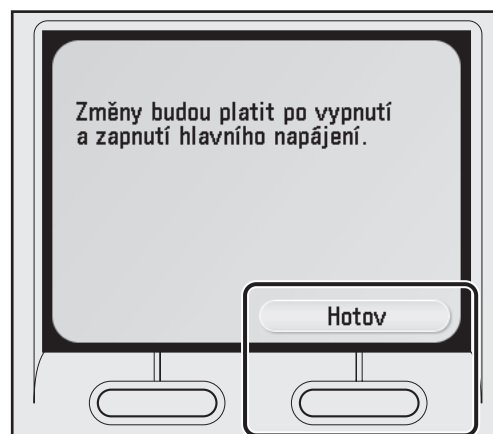 Změny budou platit po vypnutí
a zapnutí hlavního napájení.
Hotov